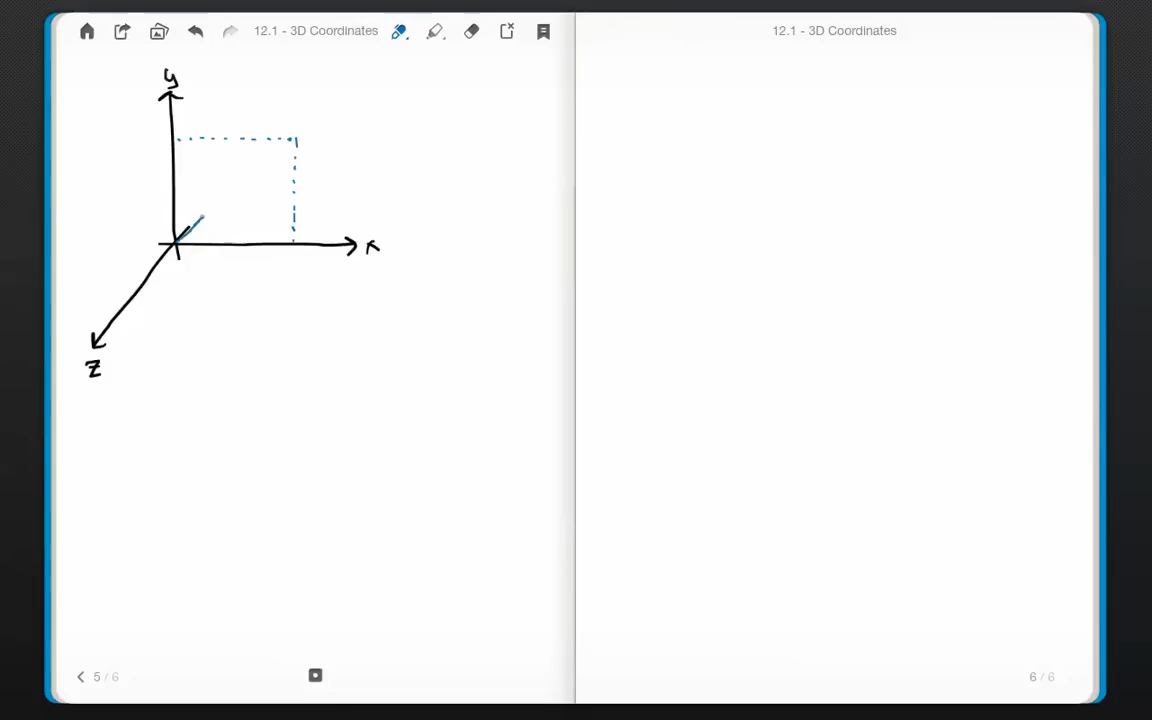 12.1 - 3D Coordinates
12.1 - 3D Coordinates
y
x
z
5 / 6
6 / 6